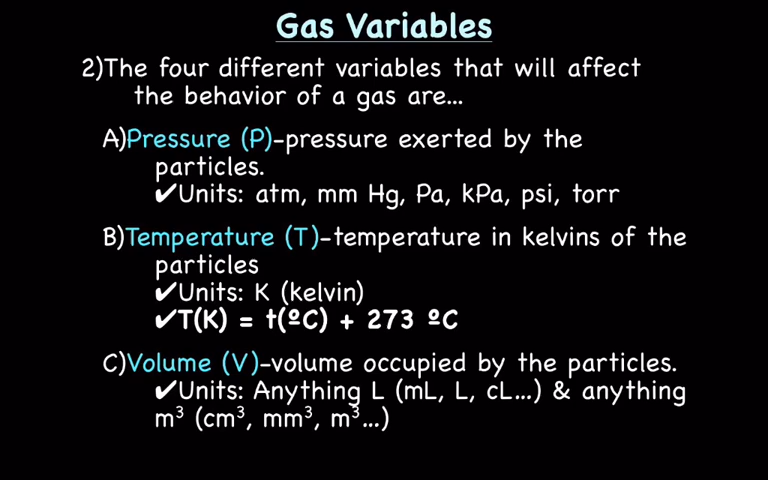 Gas Variables
2)The four different variables that will affect
the behavior of a gas are...
A)Pressure (P)-pressure exerted by the
particles.
✔Units: atm, mm Hg, Pa, kPa, psi, torr
B)Temperature (T)-temperature in kelvins of the
particles
✔Units: K (kelvin)
✔T(K) = t(ºC) + 273 ºC
C)Volume (V)-volume occupied by the particles.
✔Units: Anything L (mL, L, cL...) & anything
m³ (cm³, mm³, m³...)